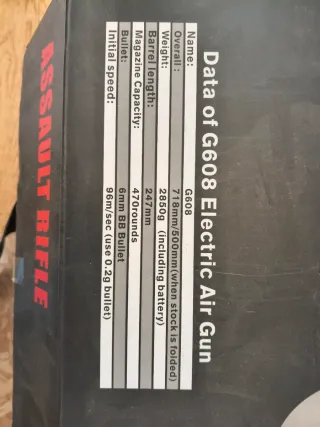 Data of G608 Electric Air Gun
Name: G608
Overall: 718mm/500mm(when stock is folded)
Weight: 2850g (including battery)
Barrel length: 247mm
Magazine Capacity: 470rounds
Bullet: 6mm BB Bullet
Initial speed: 96m/sec (use 0.2g bullet)
ASSAULT RIFLE